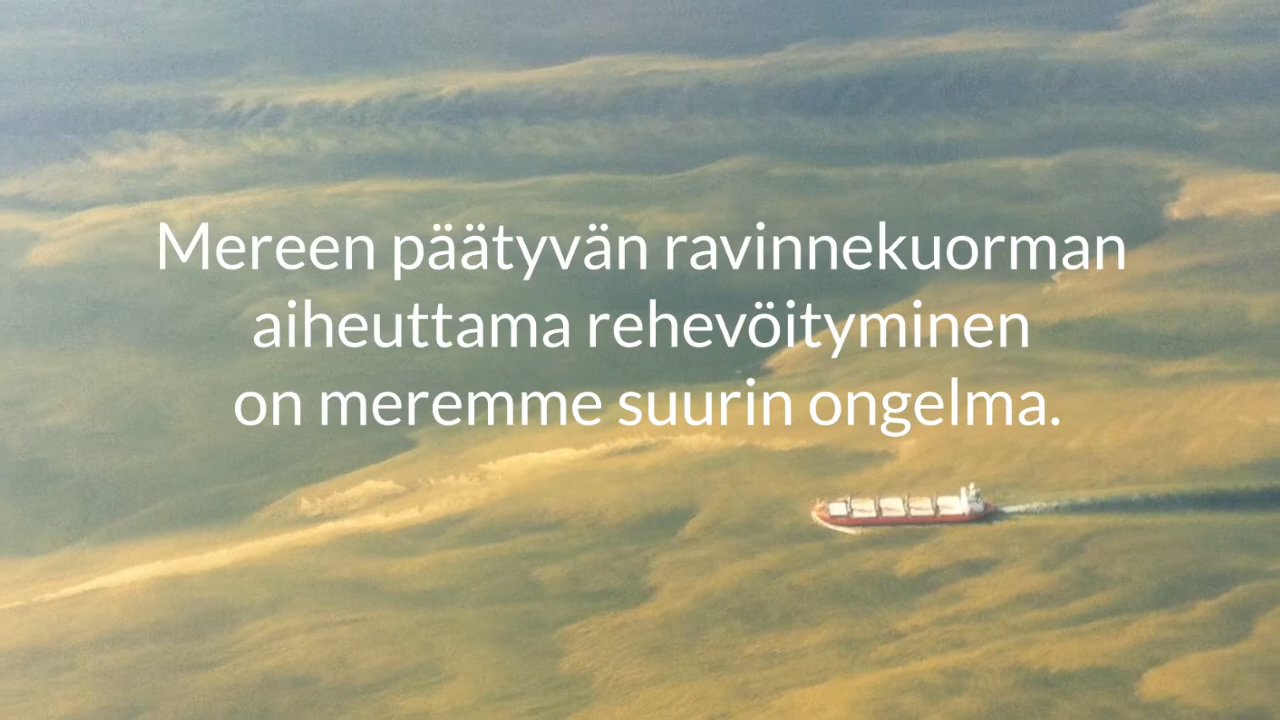 Mereen päätyvän ravinnekuorman
aiheuttama rehevöityminen
on meremme suurin ongelma.